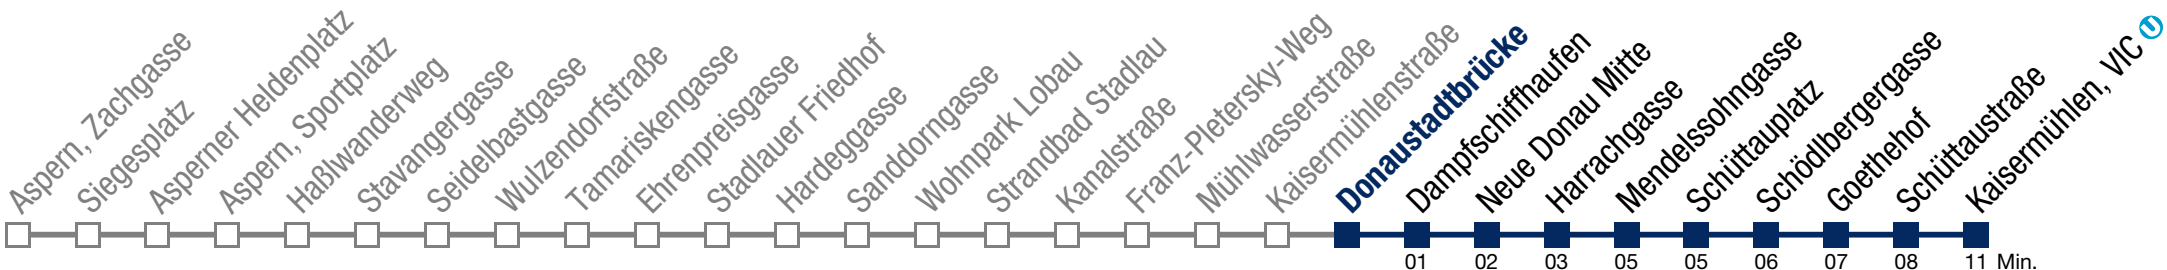 Aspern, Zachgasse
Siegesplatz
Asperner Heldenplatz
Aspern, Sportplatz
Haßlwanderweg
Stavangergasse
Seidelbastgasse
Wulzendorfstraße
Tamariskengasse
Ehrenpreisgasse
Stadlauer Friedhof
Hardeggasse
Sanddorngasse
Wohnpark Lobau
Strandbad Stadlau
Kanalstraße
Franz-Pletersky-Weg
Mühlwasserstraße
Kaisermühlenstraße
Donaustadtbrücke
Dampfschiffhaufen
Neue Donau Mitte
Harrachgasse
Mendelssohngasse
Schüttauplatz
Schödlbergergasse
Goethehof
Schüttaustraße
Kaisermühlen, VIC U
01 02 03 05 05 06 07 08 11 Min.